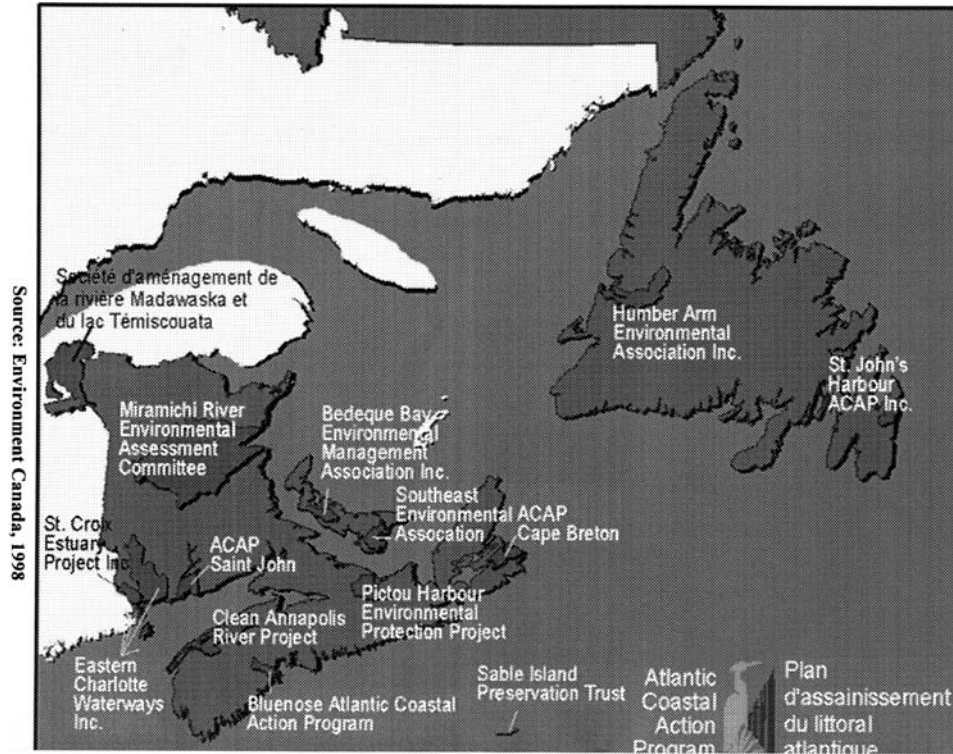 Source: Environment Canada, 1998
Société d'aménagement de
la rivière Madawaska et
du lac Témiscouata
Humber Arm
Environmental
Association Inc.
St. John's
Harbour
ACAP Inc.
Miramichi River
Environmental
Assessment
Committee
Bedeque Bay
Environmental
Management
Association Inc.
Southeast
Environmental
Assocation
ACAP
Cape Breton
St. Croix
Estuary
Project Inc
ACAP
Saint John
Clean Annapolis
River Project
Pictou Harbour
Environmental
Protection Project
Eastern
Charlotte
Waterways
Inc.
Bluenose Atlantic Coastal
Action Program
Sable Island
Preservation Trust
Atlantic
Coastal
Action
Program
Plan
d'assainissement
du littoral
atlantique